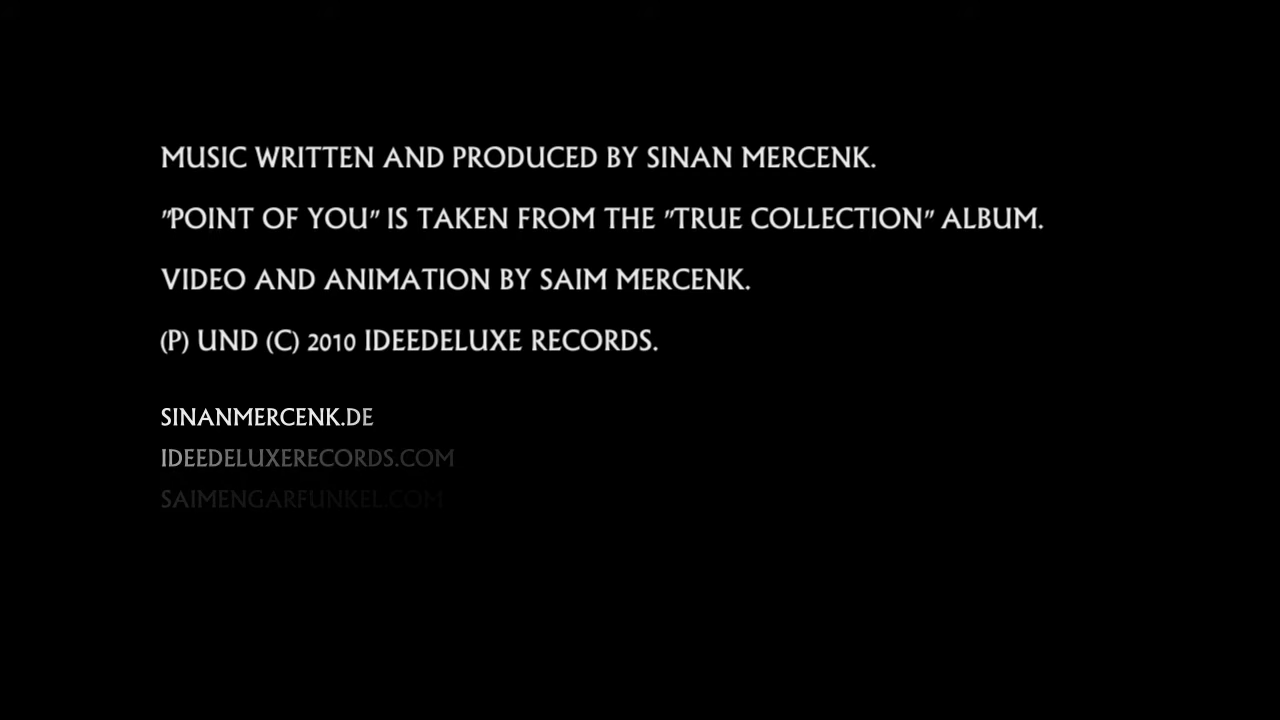 MUSIC WRITTEN AND PRODUCED BY SINAN MERCENK.
"POINT OF YOU" IS TAKEN FROM THE "TRUE COLLECTION" ALBUM.
VIDEO AND ANIMATION BY SAIM MERCENK.
(P) UND (C) 2010 IDEEDELUXE RECORDS.
SINANMERCENK.DE
IDEEDELUXERECORDS.COM
SAIMENGARFUNKEL.COM